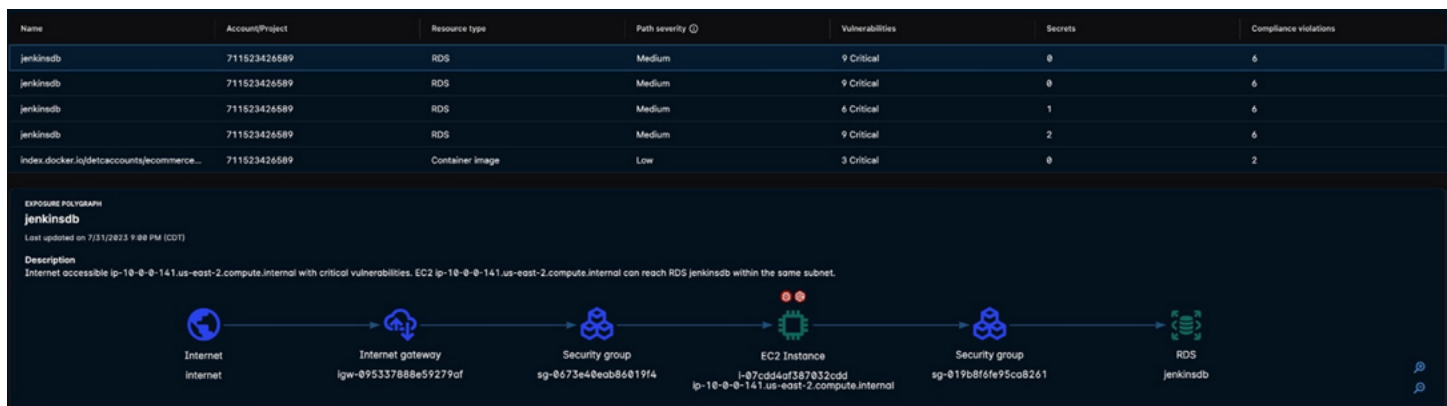 Name Account/Project Resource type Path severity Vulnerabilities Secrets Compliance violations
jenkinsdb 711523426589 RDS Medium 9 Critical 0 6
jenkinsdb 711523426589 RDS Medium 9 Critical 0 6
jenkinsdb 711523426589 RDS Medium 6 Critical 1 6
jenkinsdb 711523426589 RDS Medium 9 Critical 2 6
index.docker.io/detcaccounts/ecommerce... 711523426589 Container image Low 3 Critical 0 2
EXPOSURE POLYGRAPH
jenkinsdb
Last updated on 7/31/2023 9:00 PM (CDT)
Description
Internet accessible ip-10-0-0-141.us-east-2.compute.internal with critical vulnerabilities. EC2 ip-10-0-0-141.us-east-2.compute.internal can reach RDS jenkinsdb within the same subnet.
Internet Internet gateway Security group EC2 Instance Security group RDS
internet igw-095337888e59279af sg-0673e40eab86019f4 i-07cdd4af387032cdd sg-019b8f6fe95ca8261 jenkinsdb
ip-10-0-0-141.us-east-2.compute.internal